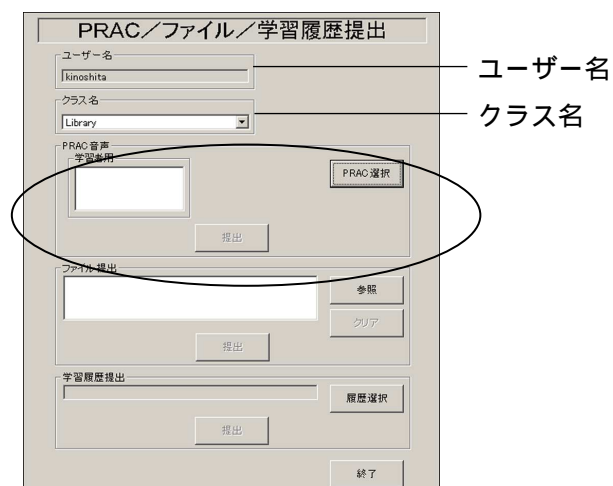 PRAC／ファイル／学習履歴提出
ユーザー名
kinoshita
ユーザー名
クラス名
Library
クラス名
PRAC音声
学習者用
PRAC選択
提出
ファイル提出
参照
クリア
提出
学習履歴提出
履歴選択
提出
終了